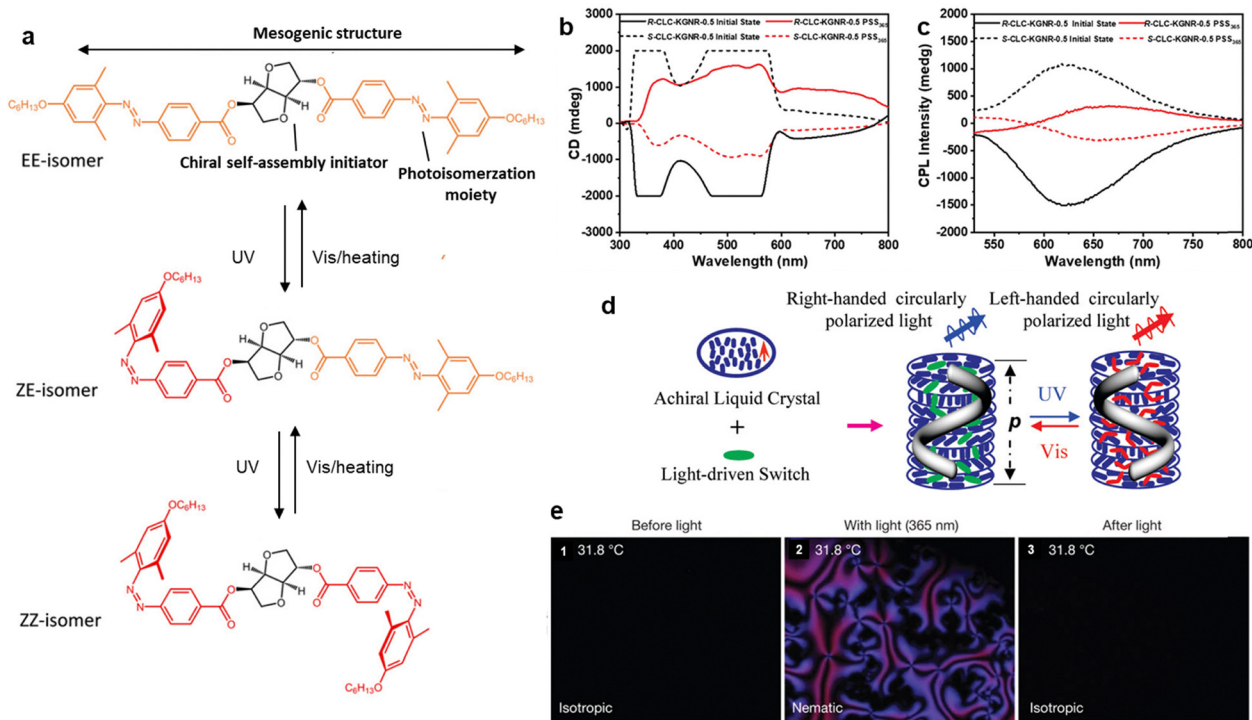 a
Mesogenic structure
C6H13O
N
N
O
O
O
H
H
O
O
O
N
N
OC6H13
EE-isomer
Chiral self-assembly initiator
Photoisomerzation
moiety
UV
Vis/heating
OC6H13
N
N
O
O
O
H
H
O
O
O
N
N
OC6H13
ZE-isomer
UV
Vis/heating
OC6H13
N
N
O
O
O
H
H
O
O
O
N
N
C6H13O
ZZ-isomer
b
R-CLC-KGNR-0.5 Initial State
R-CLC-KGNR-0.5 PSS365
S-CLC-KGNR-0.5 Initial State
S-CLC-KGNR-0.5 PSS365
CD (mdeg)
3000
2000
1000
0
-1000
-2000
-3000
300 400 500 600 700 800
Wavelength (nm)
c
R-CLC-KGNR-0.5 Initial State
R-CLC-KGNR-0.5 PSS365
S-CLC-KGNR-0.5 Initial State
S-CLC-KGNR-0.5 PSS365
CPL Intensity (medg)
2000
1500
1000
500
0
-500
-1000
-1500
2000
550 600 650 700 750 800
Wavelength (nm)
d
Right-handed circularly
polarized light
Left-handed circularly
polarized light
Achiral Liquid Crystal
+
Light-driven Switch
p
UV
Vis
e
Before light
With light (365 nm)
After light
1 31.8 °C
2 31.8 °C
3 31.8 °C
Isotropic
Nematic
Isotropic